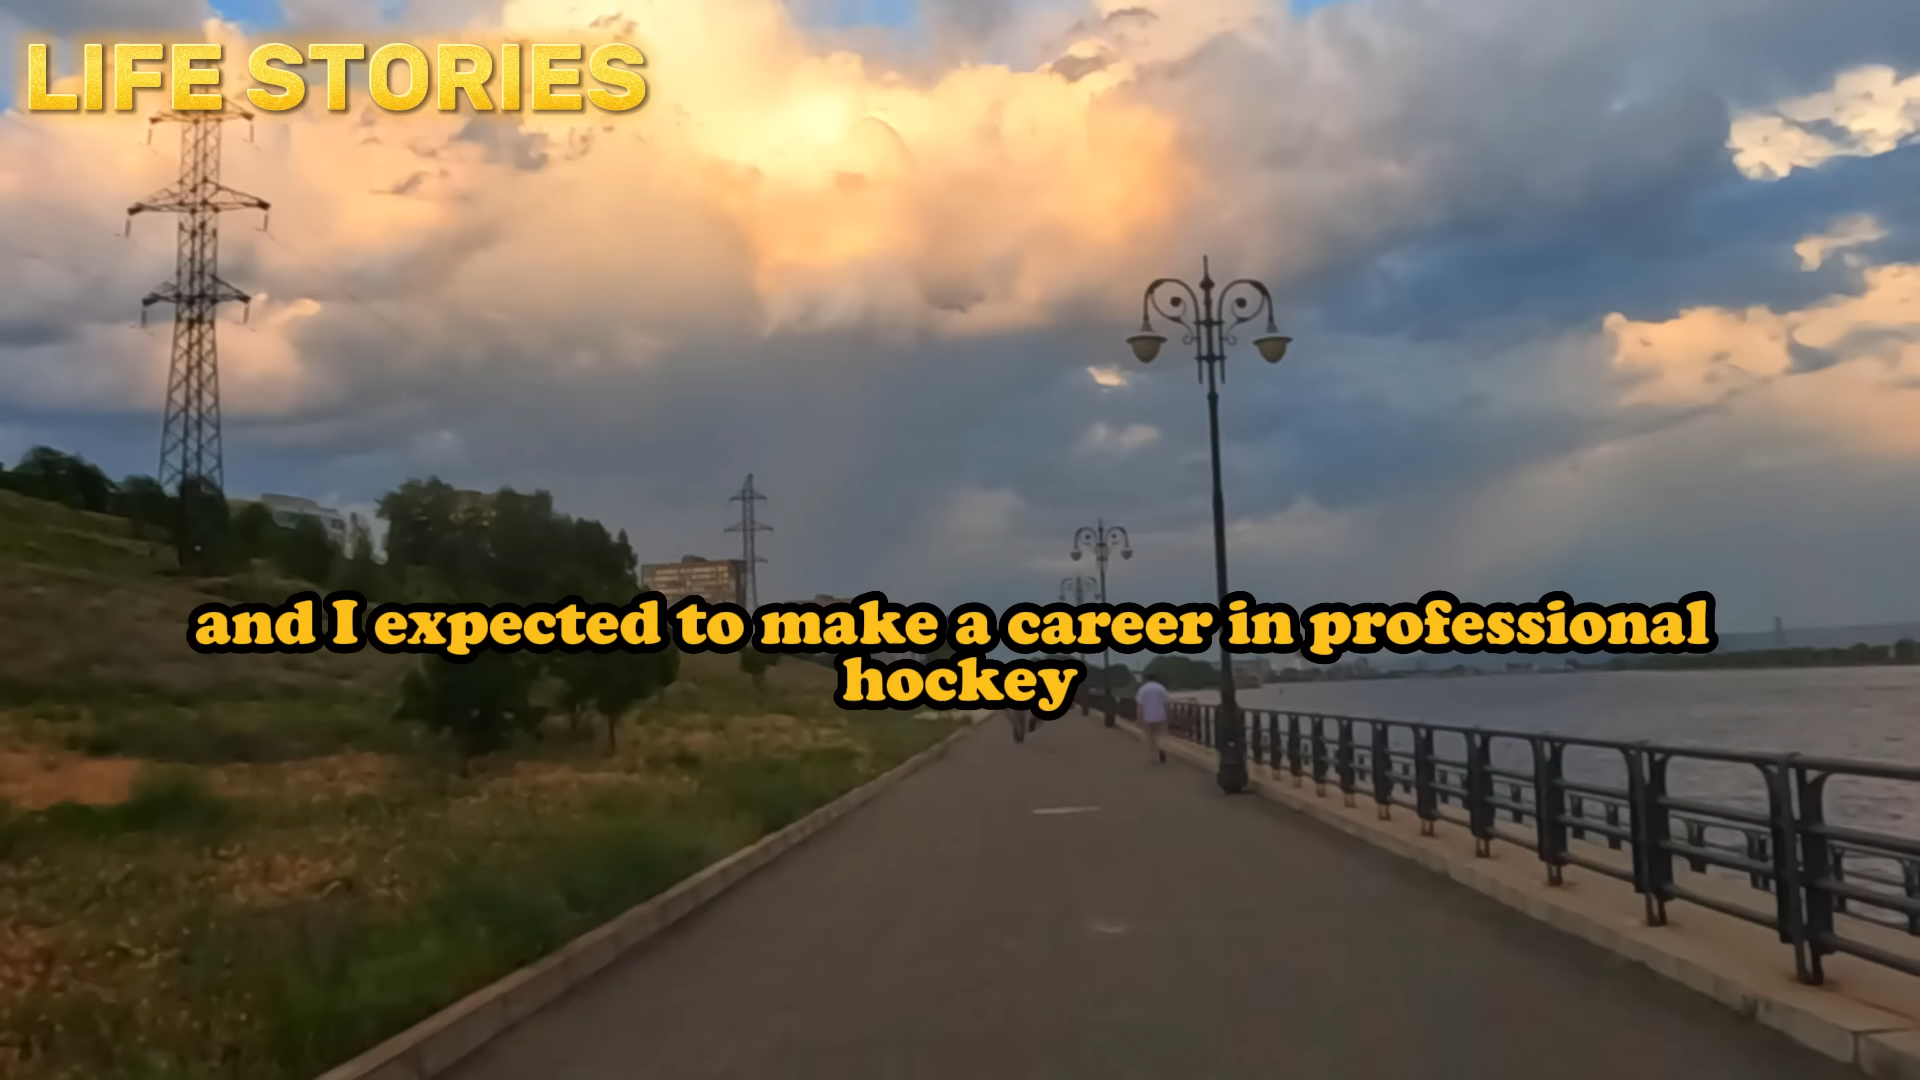 LIFE STORIES
and I expected to make a career in professional
hockey